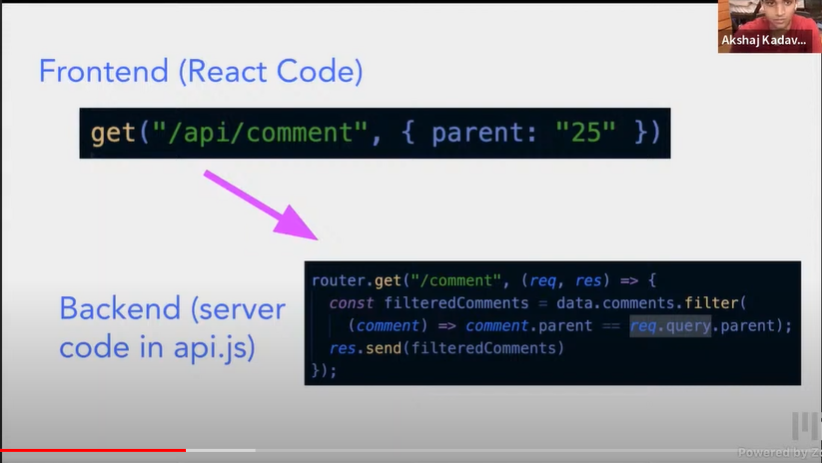 Akshaj Kadav...
Frontend (React Code)
get("/api/comment", { parent: "25" })
Backend (server
code in api.js)
router.get("/comment", (req, res) => {
const filteredComments = data.comments.filter(
(comment) => comment.parent == req.query.parent);
res.send(filteredComments)
});
Powered by